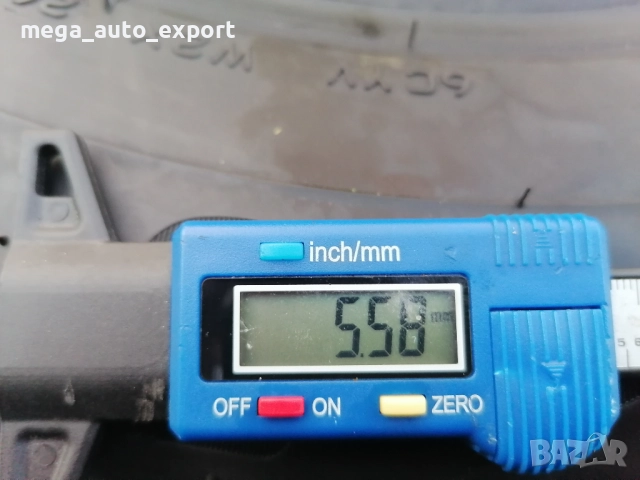 mega_auto_export
inch/mm
5.58 mm
OFF ON ZERO
BAZAR